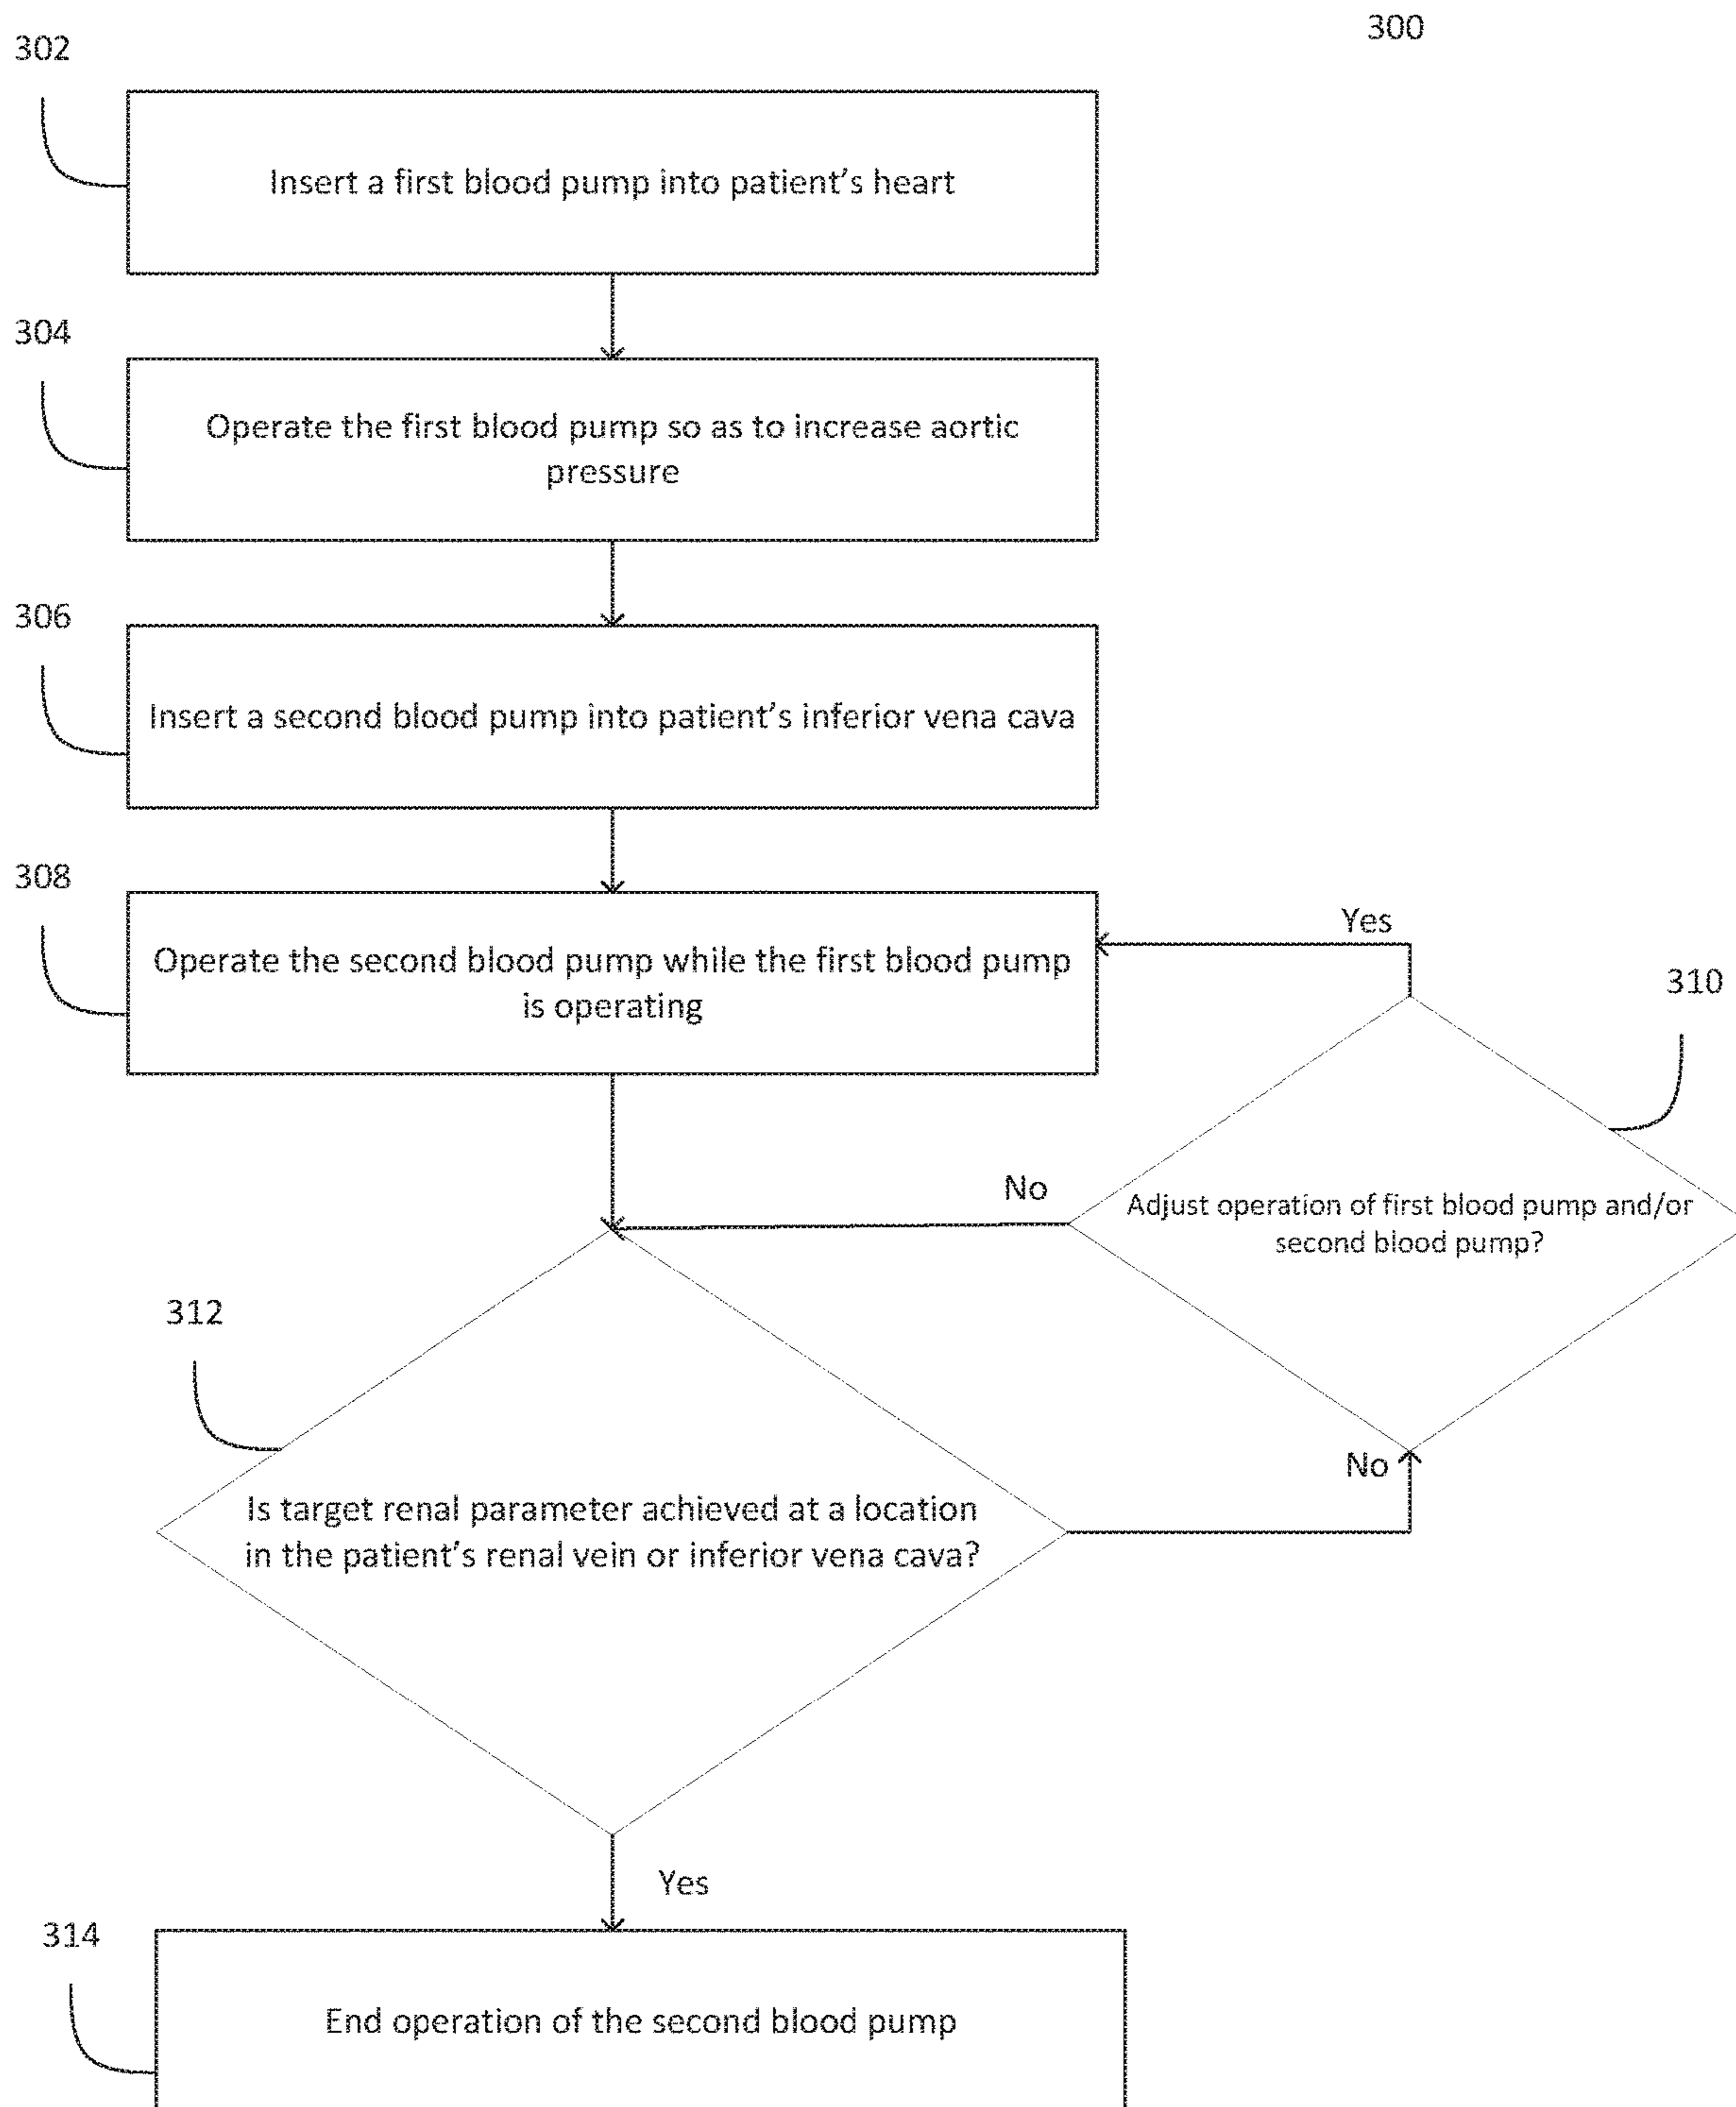 300
302
Insert a first blood pump into patient's heart
304
Operate the first blood pump so as to increase aortic
pressure
306
Insert a second blood pump into patient's inferior vena cava
308
Operate the second blood pump while the first blood pump
is operating
Yes
310
No
Adjust operation of first blood pump and/or
second blood pump?
312
No
Is target renal parameter achieved at a location
in the patient's renal vein or inferior vena cava?
Yes
314
End operation of the second blood pump